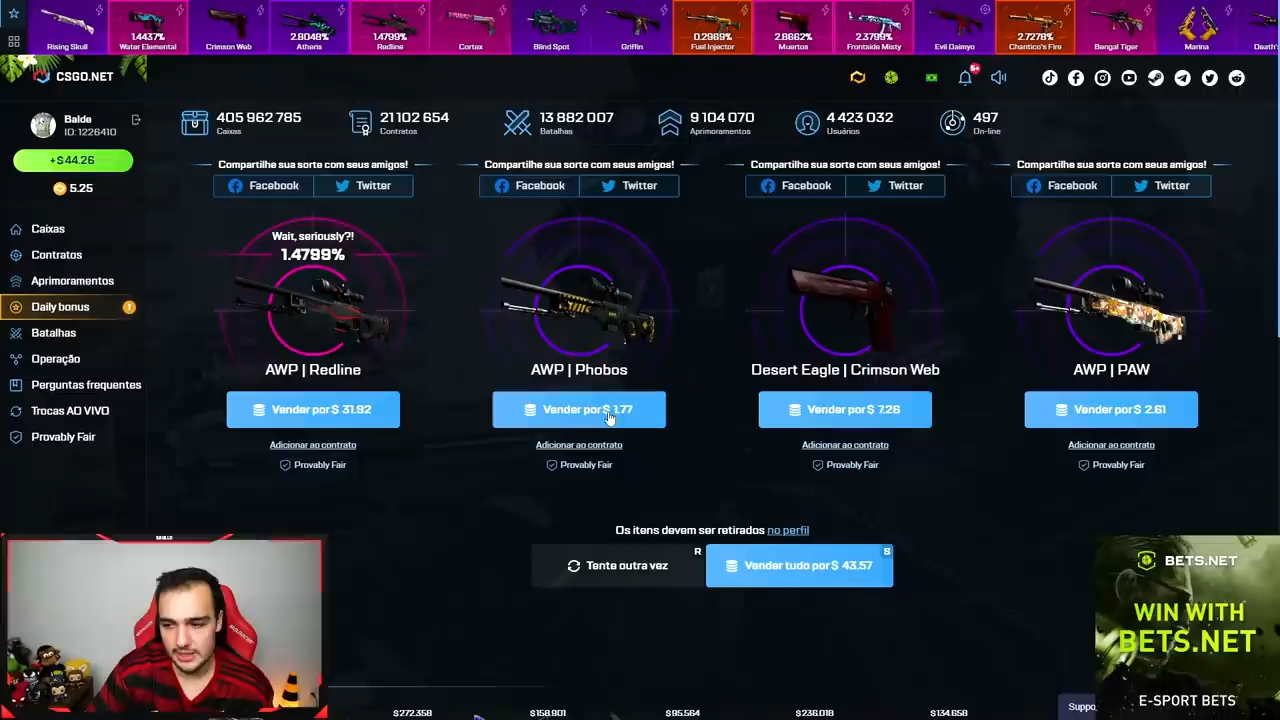 1.4437%
2.8048%
1.4799%
0.2969%
2.8662%
2.3799%
2.7278%
Rising Skull
Water Elemental
Crimson Web
Atheris
Redline
Cortex
Blind Spot
Griffin
Fuel Injector
Muertos
Frontside Misty
Evil Daimyo
Chantico's Fire
Bengal Tiger
Marina
Death'
CSGO.NET
5+
Balde
ID: 1226410
+$44.26
5.25
405 962 785
Caixas
21 102 654
Contratos
13 882 007
Batalhas
9 104 070
Aprimoramentos
4 423 032
Usuários
497
On-line
Caixas
Contratos
Aprimoramentos
Daily bonus
1
Batalhas
Operação
Perguntas frequentes
Trocas AO VIVO
Provably Fair
Compartilhe sua sorte com seus amigos!
Facebook
Twitter
Wait, seriously?!
1.4799%
AWP | Redline
Vender por $ 31.92
Adicionar ao contrato
Provably Fair
Compartilhe sua sorte com seus amigos!
Facebook
Twitter
AWP | Phobos
Vender por $ 1.77
Adicionar ao contrato
Provably Fair
Compartilhe sua sorte com seus amigos!
Facebook
Twitter
Desert Eagle | Crimson Web
Vender por $ 7.26
Adicionar ao contrato
Provably Fair
Compartilhe sua sorte com seus amigos!
Facebook
Twitter
AWP | PAW
Vender por $ 2.61
Adicionar ao contrato
Provably Fair
Os itens devem ser retirados no perfil
Tente outra vez
R
Vender tudo por $ 43.57
S
BETS.NET
WIN WITH
BETS.NET
E-SPORT BETS
Suppo
$272.358
$158.901
$95.564
$236.018
$134.658